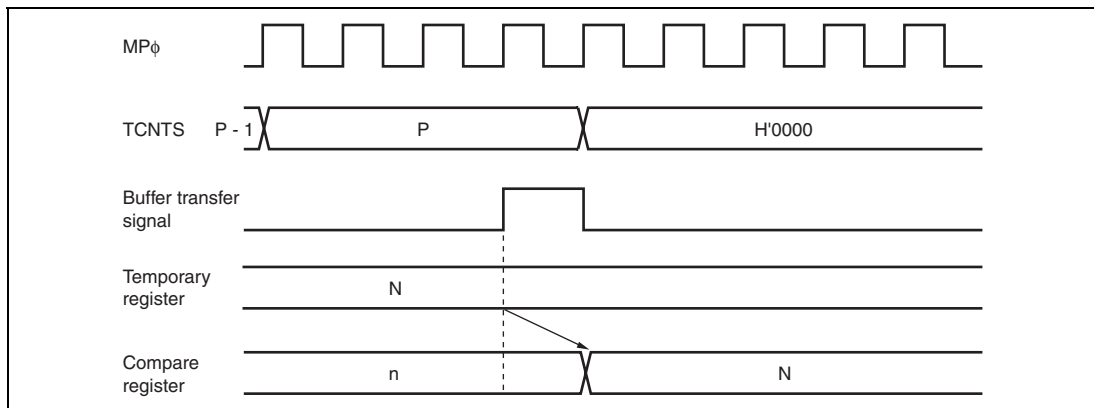 MPϕ
TCNTS P - 1 P H'0000
Buffer transfer
signal
Temporary
register
N
Compare
register
n N